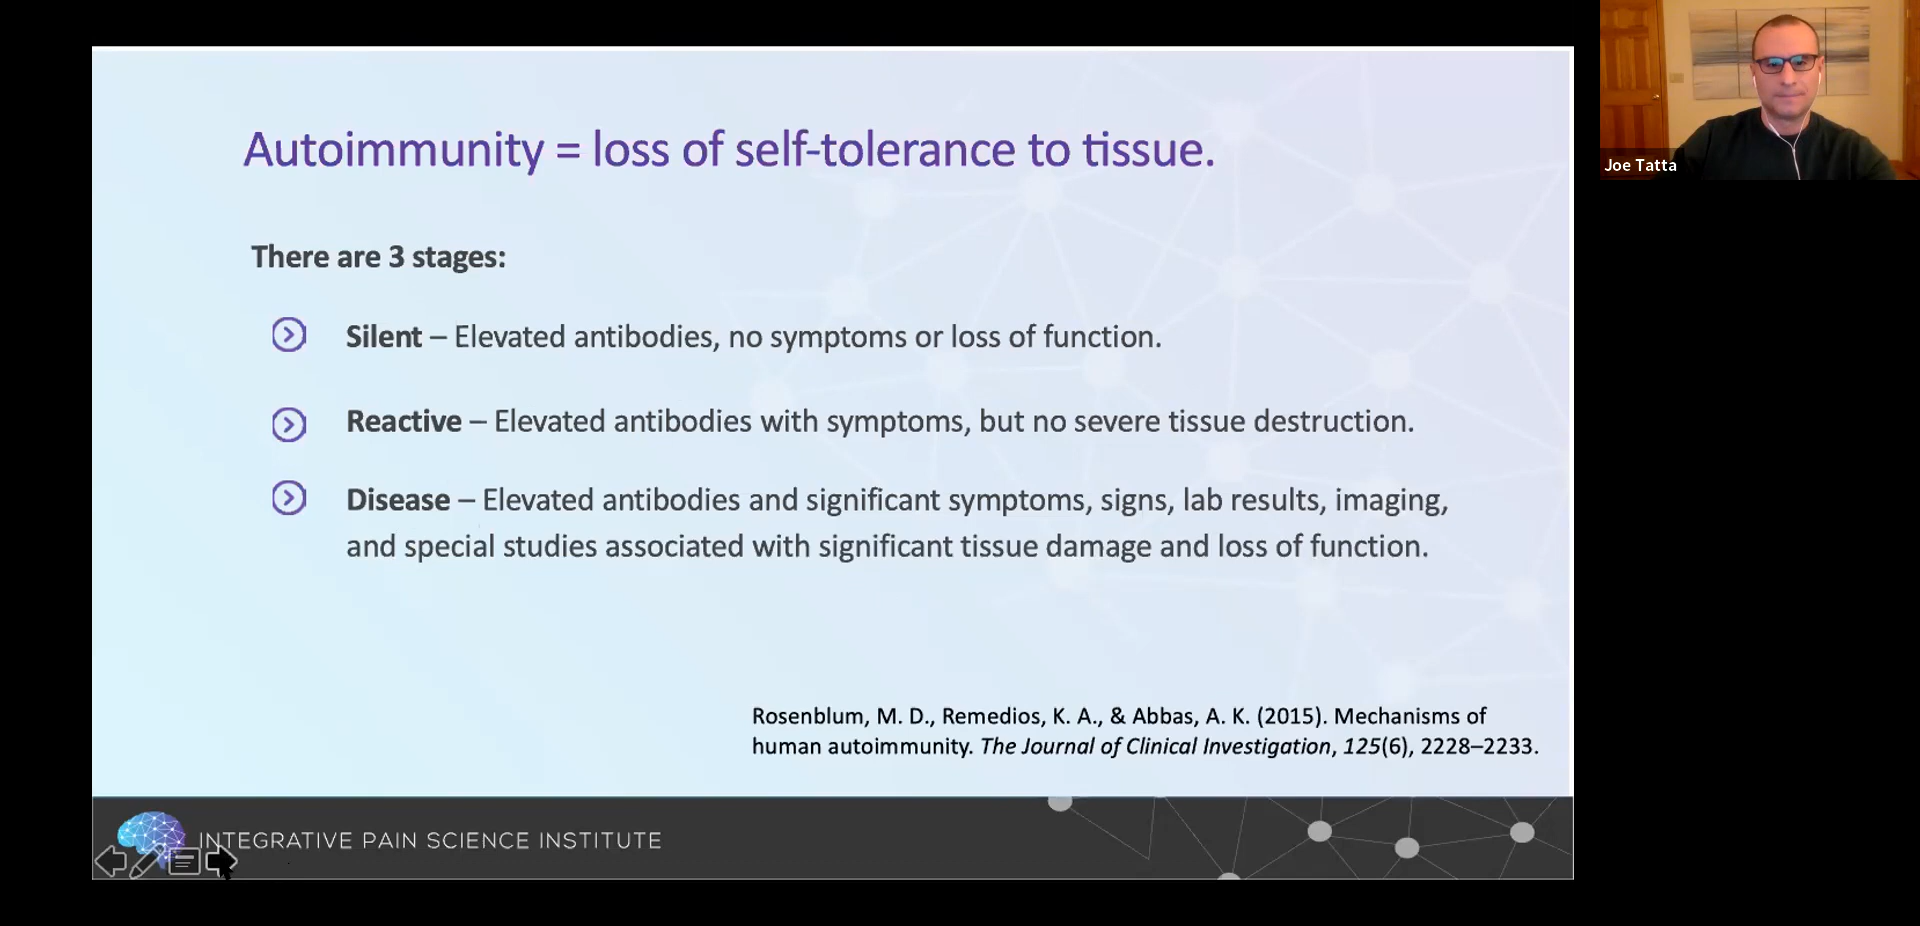 Autoimmunity = loss of self-tolerance to tissue.
There are 3 stages:
Silent – Elevated antibodies, no symptoms or loss of function.
Reactive – Elevated antibodies with symptoms, but no severe tissue destruction.
Disease – Elevated antibodies and significant symptoms, signs, lab results, imaging,
and special studies associated with significant tissue damage and loss of function.
Rosenblum, M. D., Remedios, K. A., & Abbas, A. K. (2015). Mechanisms of
human autoimmunity. The Journal of Clinical Investigation, 125(6), 2228–2233.
INTEGRATIVE PAIN SCIENCE INSTITUTE
Joe Tatta